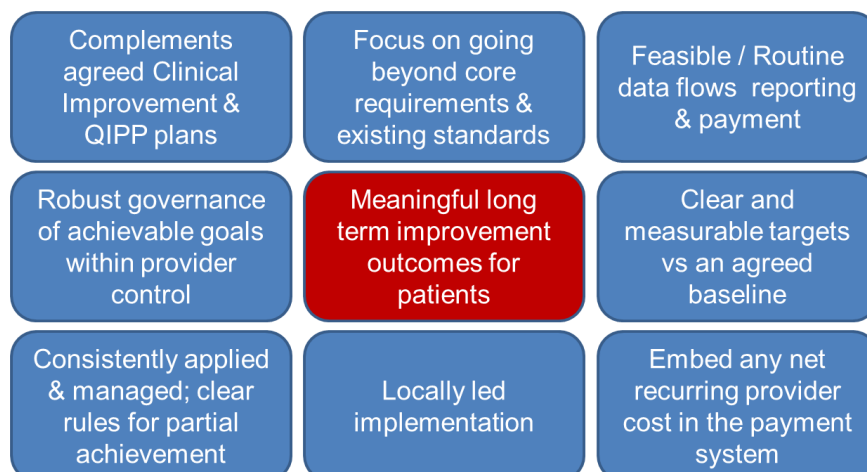 Complements
agreed Clinical
Improvement &
QIPP plans
Focus on going
beyond core
requirements &
existing standards
Feasible / Routine
data flows  reporting
& payment
Robust governance
of achievable goals
within provider
control
Meaningful long
term improvement
outcomes for
patients
Clear and
measurable targets
vs an agreed
baseline
Consistently applied
& managed; clear
rules for partial
achievement
Locally led
implementation
Embed any net
recurring provider
cost in the payment
system